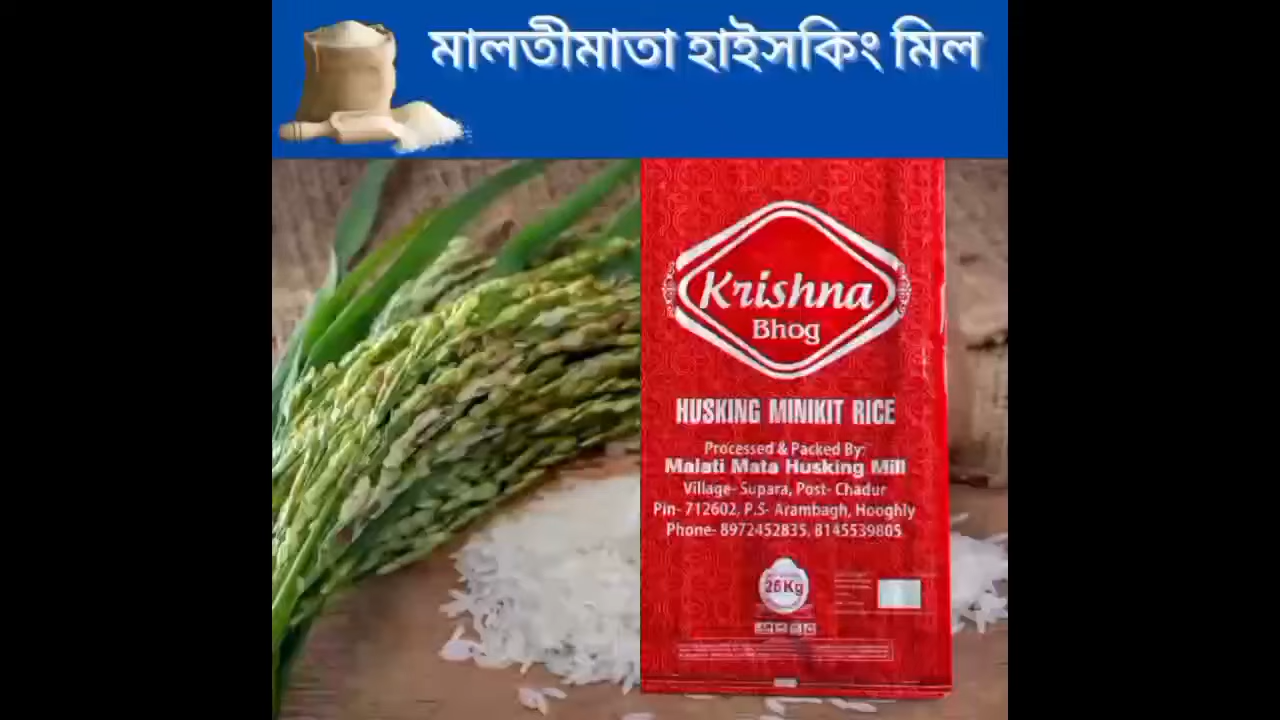 মালতীমাতা হাইসকিং মিল
Krishna
Bhog
HUSKING MINIKIT RICE
Processed & Packed By:
Malati Mata Husking Mill
Village- Supara, Post- Chadur
Pin- 712602, P.S- Arambagh, Hooghly
Phone- 8972452835, 8145539805
26Kg